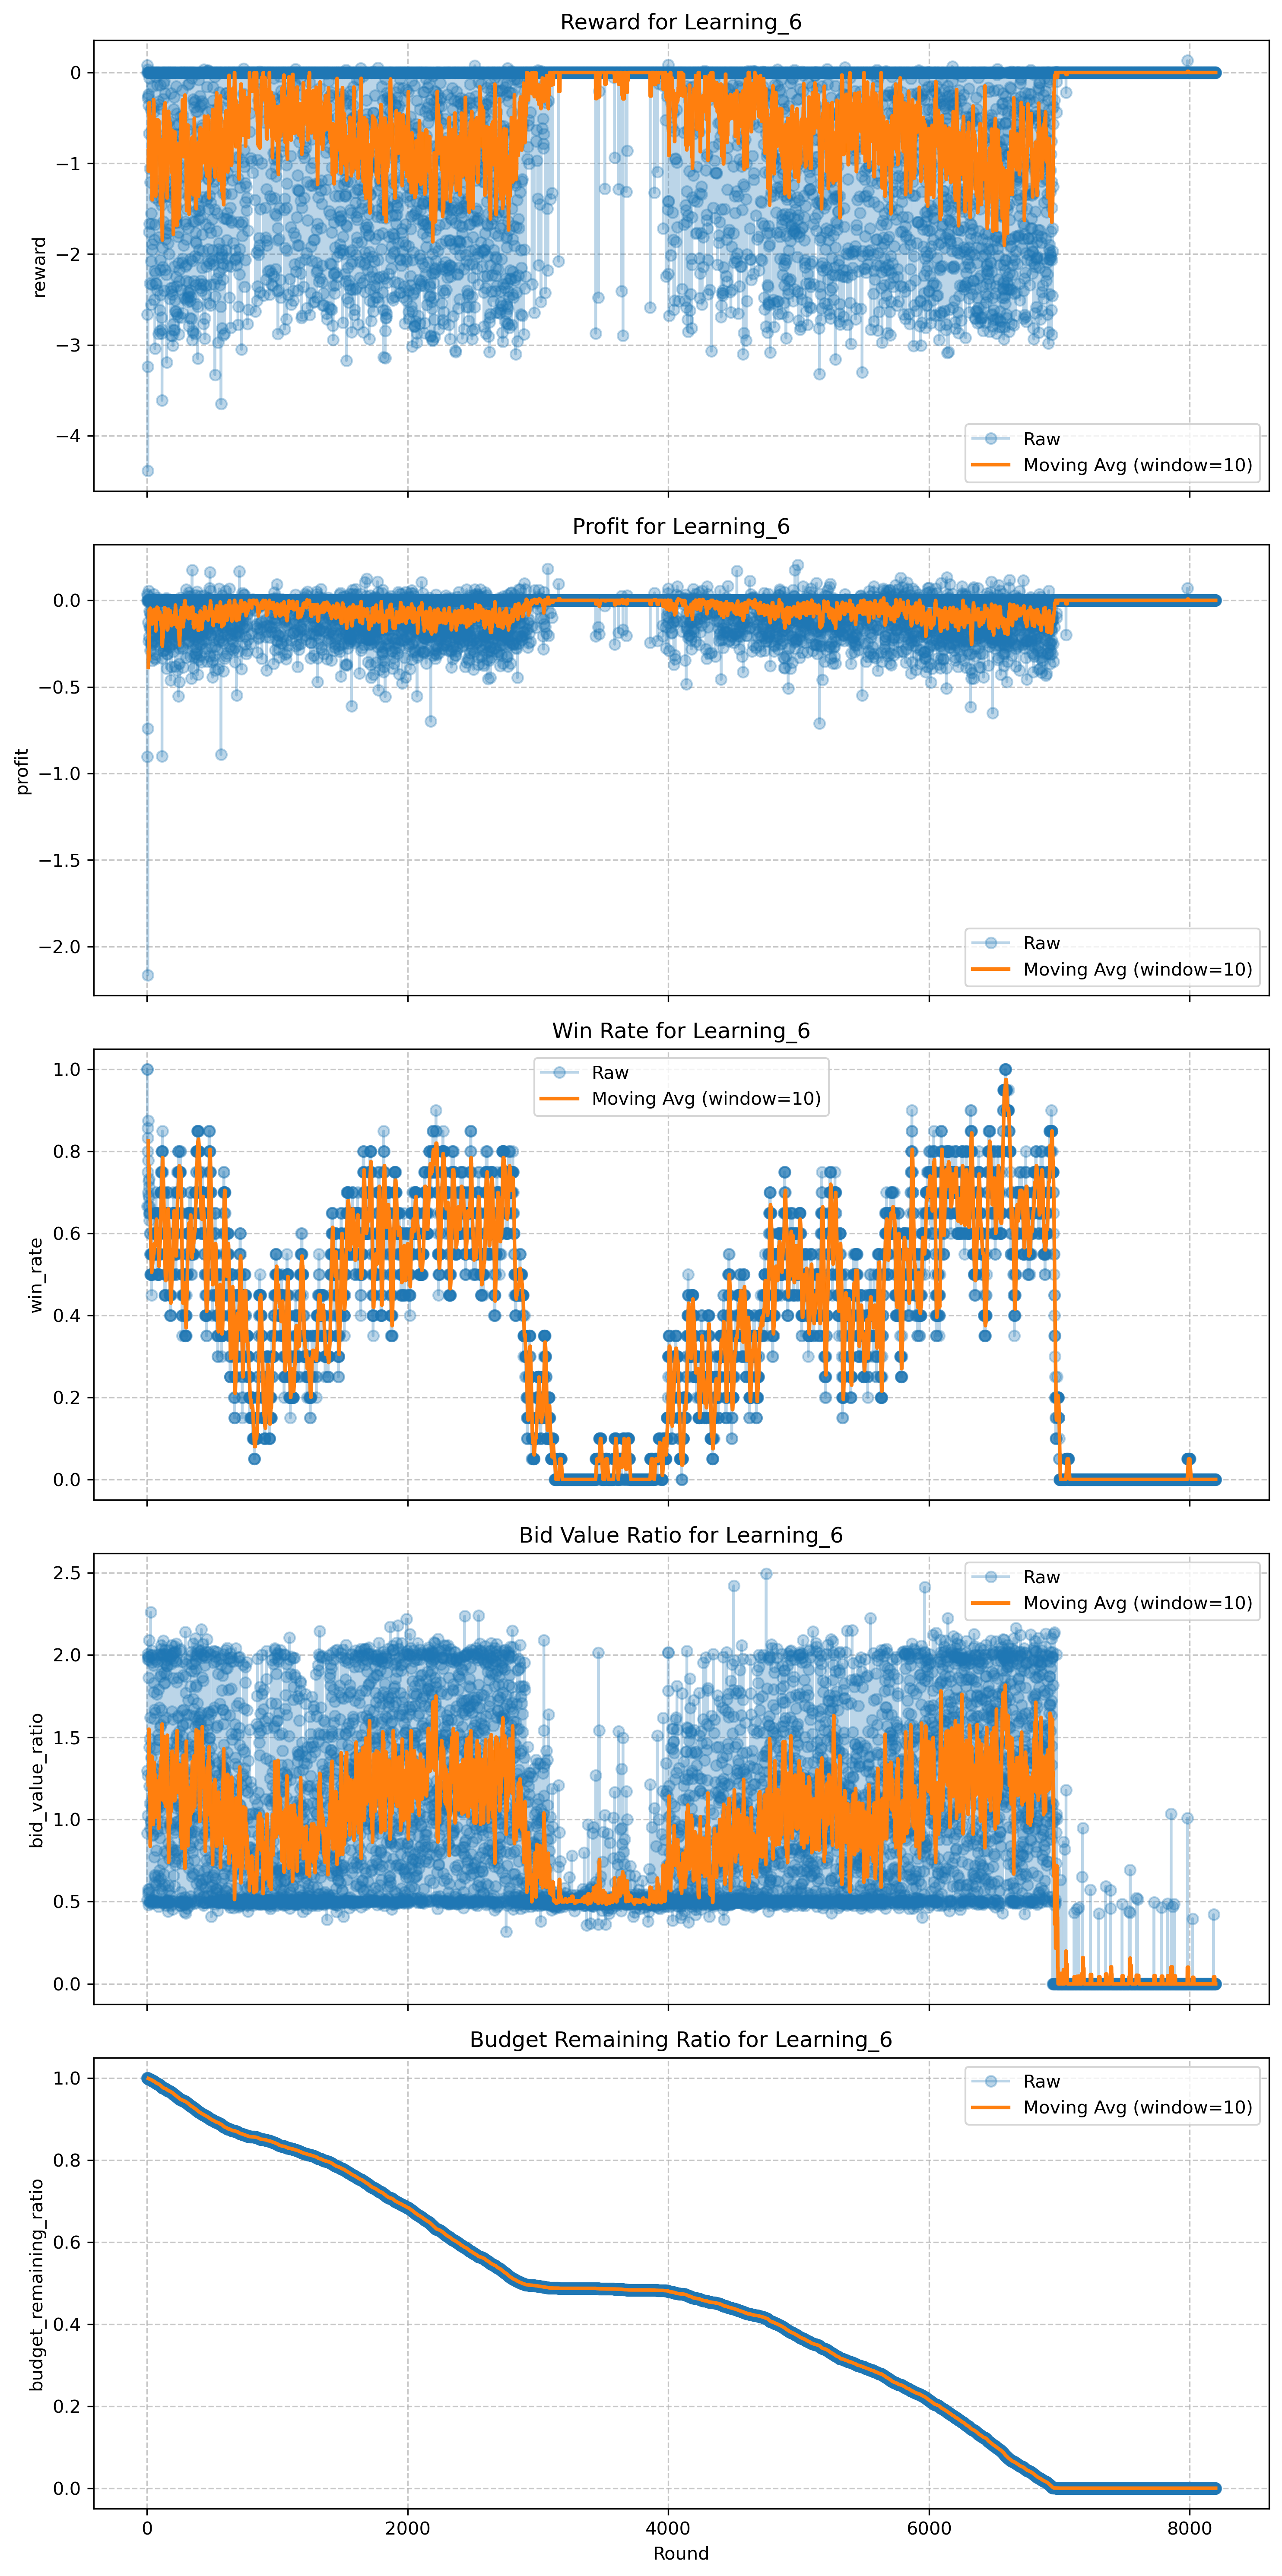 Reward for Learning_6
0
−1
−2
−3
−4
reward
Raw
Moving Avg (window=10)
Profit for Learning_6
0.0
−0.5
−1.0
−1.5
−2.0
profit
Raw
Moving Avg (window=10)
Win Rate for Learning_6
1.0
0.8
0.6
0.4
0.2
0.0
win_rate
Raw
Moving Avg (window=10)
Bid Value Ratio for Learning_6
2.5
2.0
1.5
1.0
0.5
0.0
bid_value_ratio
Raw
Moving Avg (window=10)
Budget Remaining Ratio for Learning_6
1.0
0.8
0.6
0.4
0.2
0.0
budget_remaining_ratio
Raw
Moving Avg (window=10)
0 2000 4000 6000 8000
Round